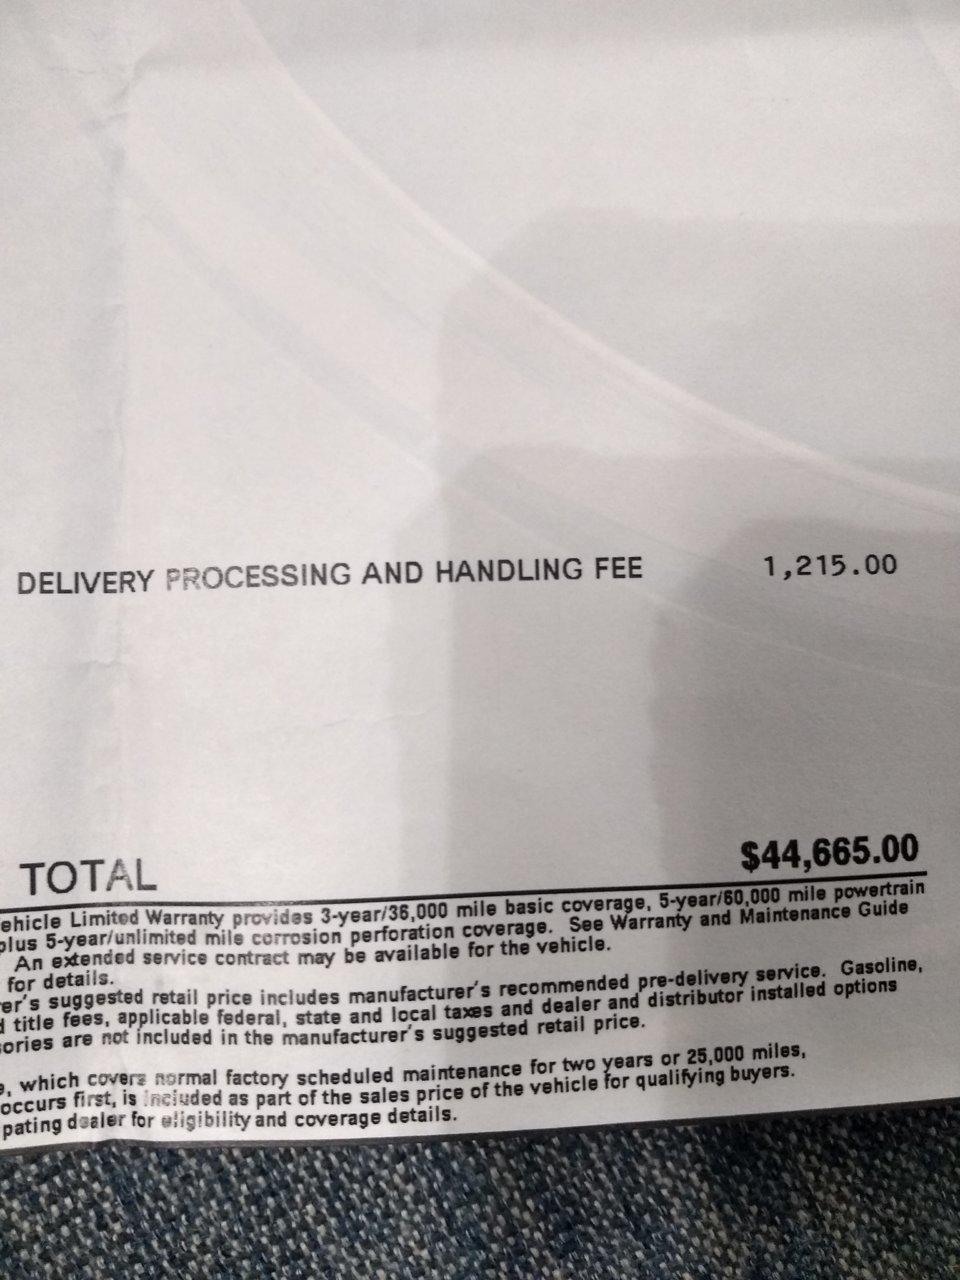 DELIVERY PROCESSING AND HANDLING FEE 1,215.00
TOTAL $44,665.00
ehicle Limited Warranty provides 3-year/36,000 mile basic coverage, 5-year/60,000 mile powertrain
plus 5-year/unlimited mile corrosion perforation coverage. See Warranty and Maintenance Guide
An extended service contract may be available for the vehicle.
for details.
er's suggested retail price includes manufacturer's recommended pre-delivery service. Gasoline,
d title fees, applicable federal, state and local taxes and dealer and distributor installed options
ories are not included in the manufacturer's suggested retail price.
e, which covers normal factory scheduled maintenance for two years or 25,000 miles,
occurs first, is included as part of the sales price of the vehicle for qualifying buyers.
pating dealer for eligibility and coverage details.